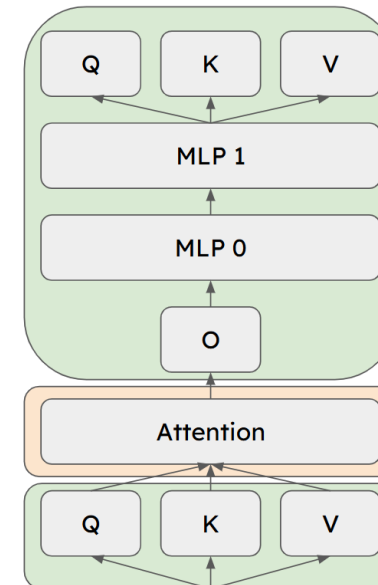 Q K V
MLP 1
MLP 0
O
Attention
Q K V